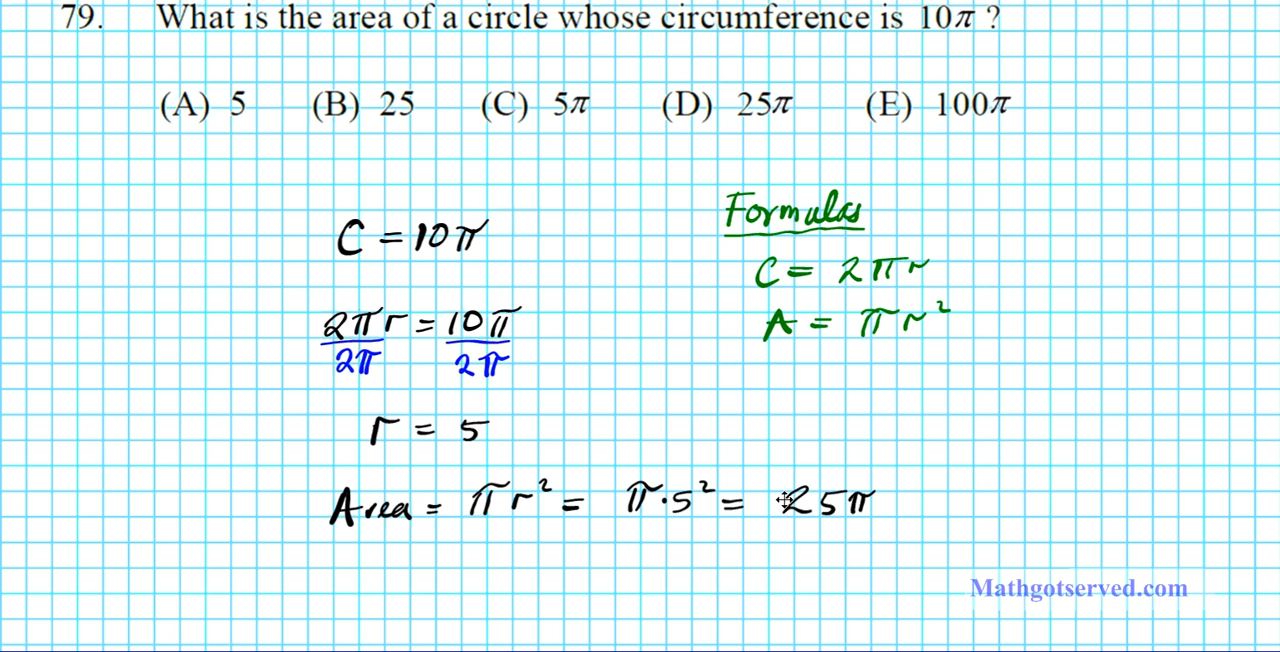 79. What is the area of a circle whose circumference is 10π ?
(A) 5 (B) 25 (C) 5π (D) 25π (E) 100π
Formulas
C = 10π
C = 2πr
A = πr²
2πr = 10π
2π 2π
r = 5
Area = πr² = π·5² = 25π
Mathgotserved.com